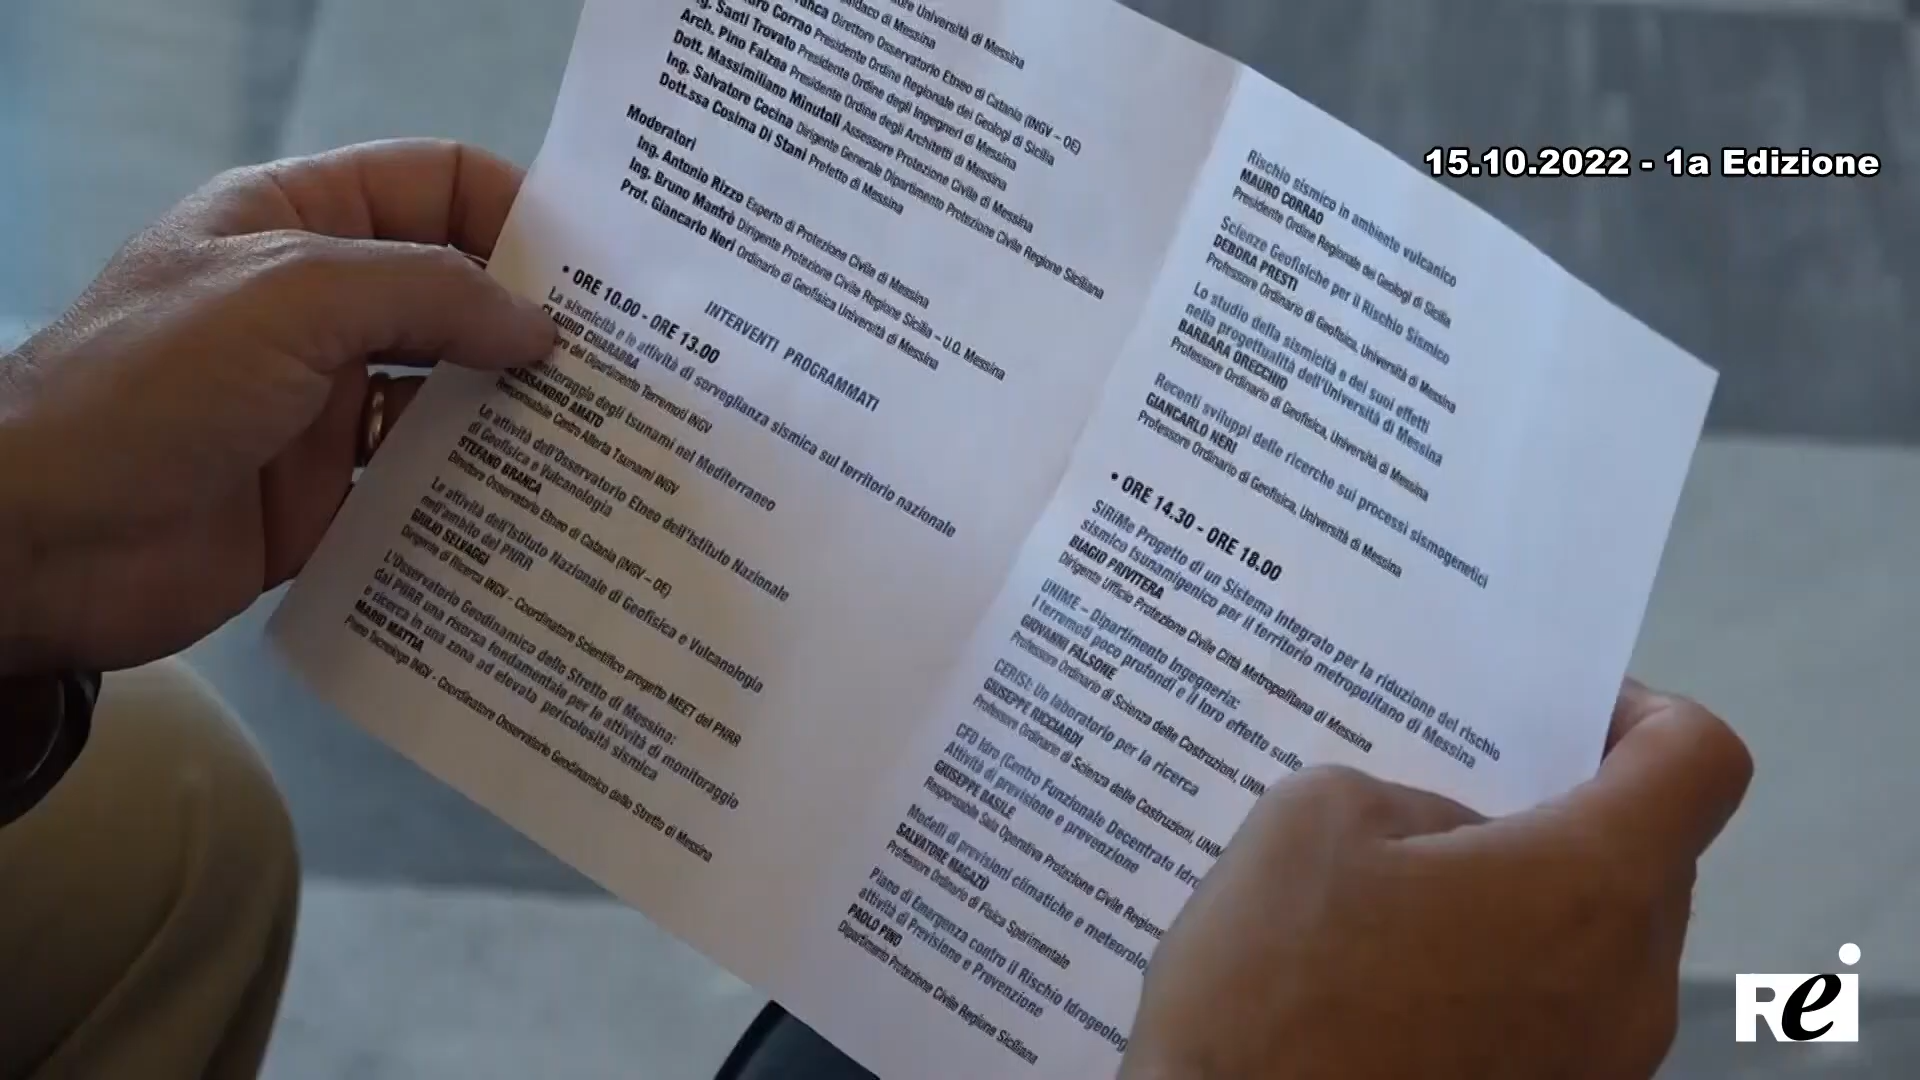 Università di Messina
Sindaco di Messina
Direttore Osservatorio Etneo di Catania (INGV – OE)
Corrao Presidente Ordine Regionale dei Geologi di Sicilia
Ing. Santi Trovato Presidente Ordine degli Ingegneri di Messina
Arch. Pino Falzea Presidente Ordine degli Architetti di Messina
Dott. Massimiliano Minutoli Assessore Protezione Civile di Messina
Ing. Salvatore Cocina Dirigente Generale Dipartimento Protezione Civile Regione Siciliana
Dott.ssa Cosima Di Stani Prefetto di Messina
Moderatori
Ing. Antonio Rizzo Esperto di Protezione Civile di Messina
Ing. Bruno Manfrè Dirigente Protezione Civile Regione Sicilia – U.O. Messina
Prof. Giancarlo Neri Ordinario di Geofisica Università di Messina
INTERVENTI PROGRAMMATI
• ORE 10.00 - ORE 13.00
La sismicità e le attività di sorveglianza sismica sul territorio nazionale
CLAUDIO CHIARABBA
del Dipartimento Terremoti INGV
degli tsunami nel Mediterraneo
ALESSANDRO AMATO
Responsabile Centro Allerta Tsunami INGV
Le attività dell'Osservatorio Etneo dell'Istituto Nazionale
di Geofisica e Vulcanologia
STEFANO BRANCA
Direttore Osservatorio Etneo di Catania (INGV – OE)
Le attività dell'Istituto Nazionale di Geofisica e Vulcanologia
nell'ambito del PNRR
GIULIO SELVAGGI
Dirigente di Ricerca INGV - Coordinatore Scientifico progetto MEET del PNRR
L'Osservatorio Geodinamico dello Stretto di Messina:
dal PNRR una risorsa fondamentale per le attività di monitoraggio
e ricerca in una zona ad elevata pericolosità sismica
MARIO MATTIA
Primo Tecnologo INGV - Coordinatore Osservatorio Geodinamico dello Stretto di Messina
Rischio sismico in ambiente vulcanico
MAURO CORRAO
Presidente Ordine Regionale dei Geologi di Sicilia
Scienze Geofisiche per il Rischio Sismico
DEBORA PRESTI
Professore Ordinario di Geofisica, Università di Messina
Lo studio della sismicità e dei suoi effetti
nella progettualità dell'Università di Messina
BARBARA ORECCHIO
Professore Ordinario di Geofisica, Università di Messina
Recenti sviluppi delle ricerche sui processi sismogenetici
GIANCARLO NERI
Professore Ordinario di Geofisica, Università di Messina
• ORE 14.30 - ORE 18.00
SIRiMe Progetto di un Sistema Integrato per la riduzione del rischio
sismico tsunamigenico per il territorio metropolitano di Messina
BIAGIO PRIVITERA
Dirigente Ufficio Protezione Civile Città Metropolitana di Messina
UNIME – Dipartimento Ingegneria:
I terremoti poco profondi e il loro effetto sulle
GIOVANNI FALSONE
Professore Ordinario di Scienza delle Costruzioni,
CERISI: Un laboratorio per la ricerca
GIUSEPPE RICCIARDI
Professore Ordinario di Scienza delle Costruzioni,
CFD Idro (Centro Funzionale Decentrato
Attività di previsione e prevenzione
GIUSEPPE BASILE
Responsabile Sala Operativa Protezione Civile Regione
Modelli di previsioni climatiche e
SALVATORE MAGAZÙ
Professore Ordinario di Fisica Sperimentale
Piano di Emergenza contro il Rischio
attività di Previsione e Prevenzione
PAOLO PINO
Dipartimento Protezione Civile Regione Siciliana
15.10.2022 - 1a Edizione
Rei